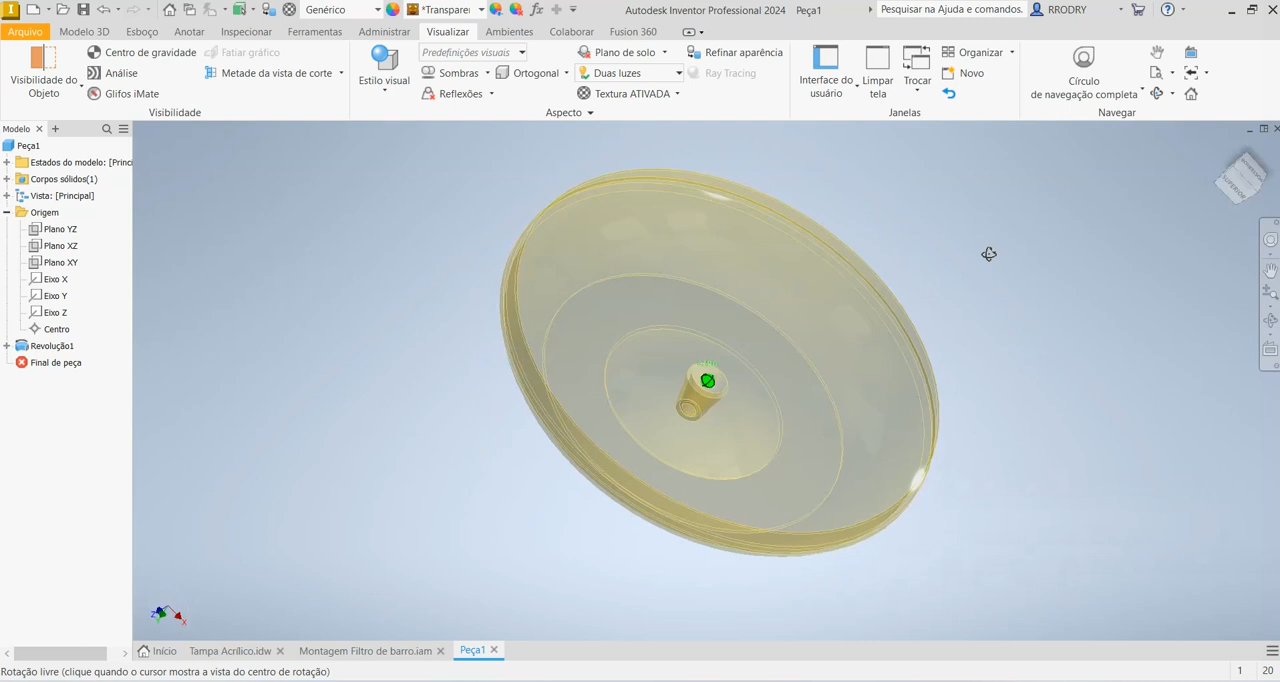 Genérico
*Transparer
fx
Autodesk Inventor Professional 2024 Peça1
Pesquisar na Ajuda e comandos.
RRODRY
Arquivo Modelo 3D Esboço Anotar Inspecionar Ferramentas Administrar Visualizar Ambientes Colaborar Fusion 360
Visibilidade do
Objeto
Centro de gravidade
Fatiar gráfico
Análise
Metade da vista de corte
Glifos iMate
Visibilidade
Estilo visual
Predefinições visuais
Sombras
Ortogonal
Reflexões
Plano de solo
Refinar aparência
Duas luzes
Ray Tracing
Textura ATIVADA
Aspecto
Interface do
usuário
Limpar
tela
Trocar
Organizar
Novo
Janelas
Círculo
de navegação completa
Navegar
Modelo
Peça1
Estados do modelo: [Princi
Corpos sólidos(1)
Vista: [Principal]
Origem
Plano YZ
Plano XZ
Plano XY
Eixo X
Eixo Y
Eixo Z
Centro
Revolução1
Final de peça
SUPERIOR
Z
X
Início Tampa Acrílico.idw Montagem Filtro de barro.iam Peça1
Rotação livre (clique quando o cursor mostra a vista do centro de rotação)
1 20